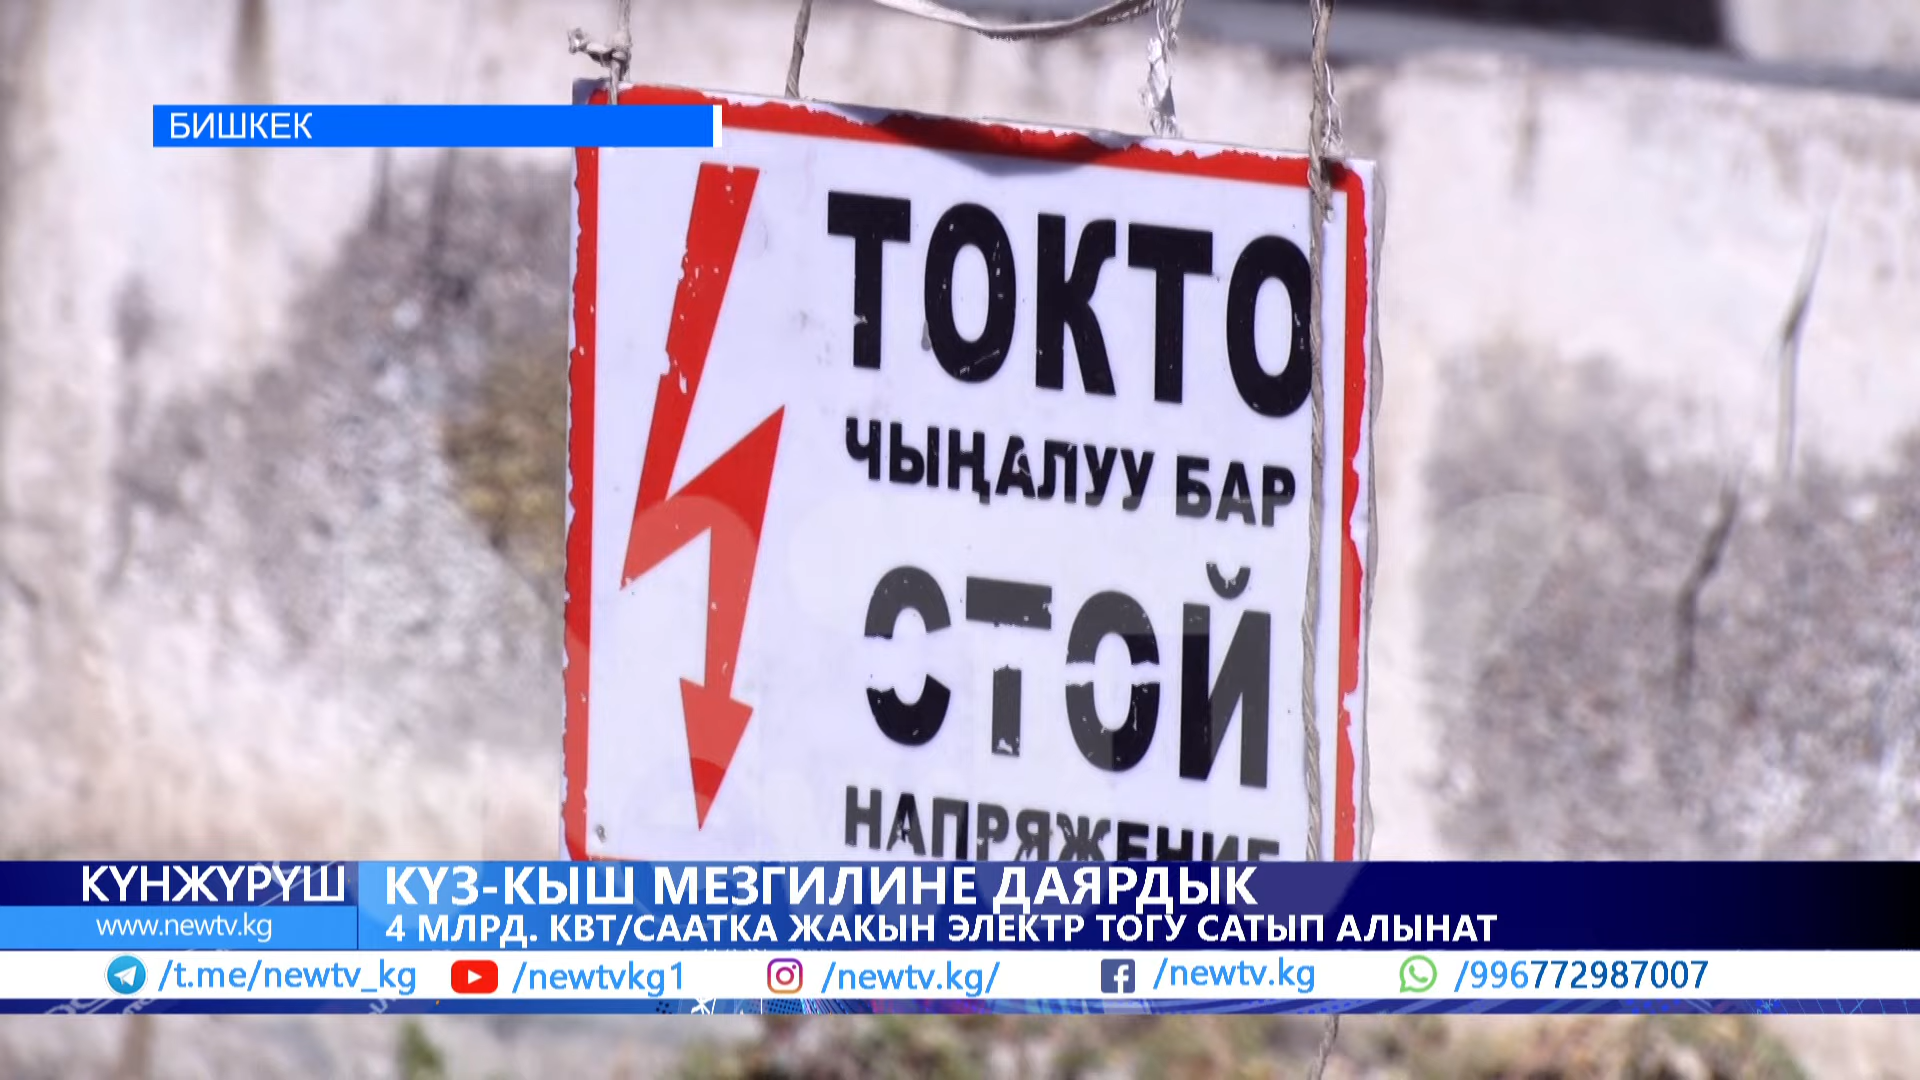 БИШКЕК
ТОКТО
ЧЫҢАЛУУ БАР
СТОЙ
НАПРЯЖЕНИЕ
КҮНЖҮРҮШ
www.newtv.kg
КҮЗ-КЫШ МЕЗГИЛИНЕ ДАЯРДЫК
4 МЛРД. КВТ/СААТКА ЖАКЫН ЭЛЕКТР ТОГУ САТЫП АЛЫНАТ
/t.me/newtv_kg
/newtvkg1
/newtv.kg/
/newtv.kg
/996772987007